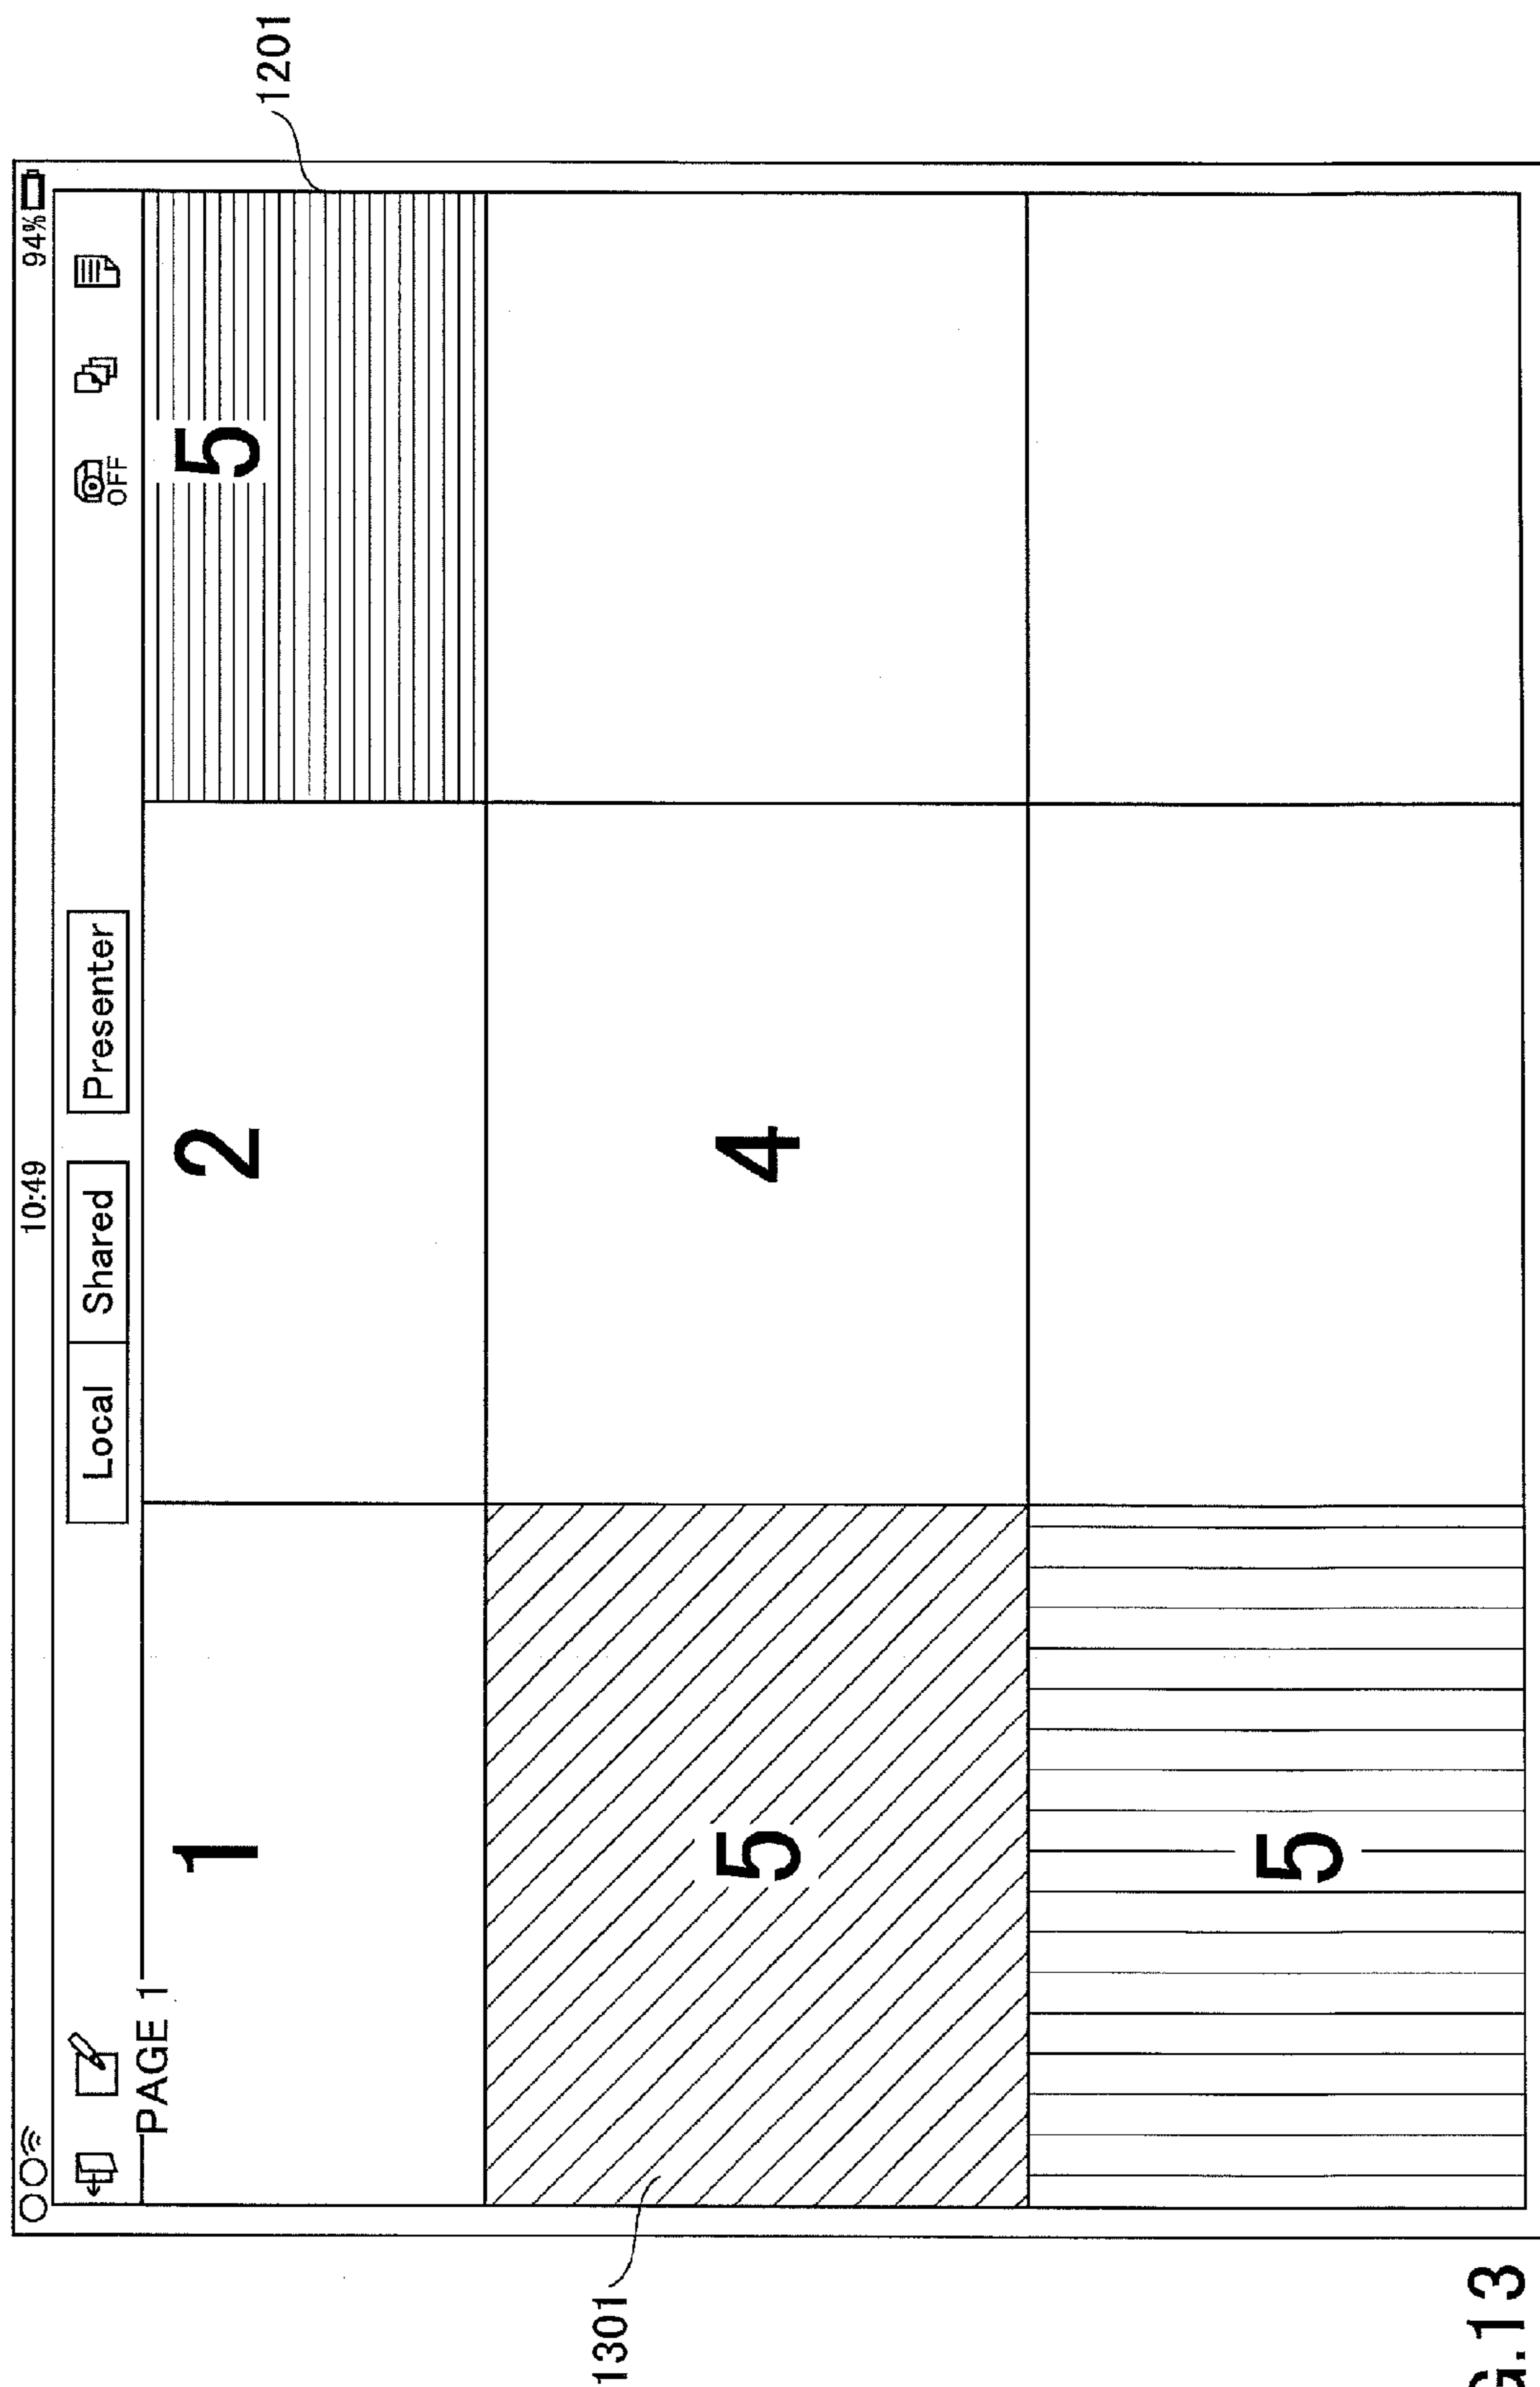 10:49 94%
Local Shared Presenter
OFF
PAGE 1
1201
1 2 5
1301
5 4
5
G.13